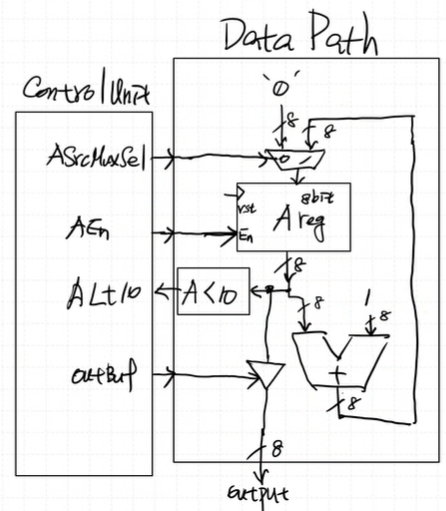 Data Path
Control Unit
'0'
8
8
ASrcMuxSel
0 1
8bit
rst
A reg
AEn
En
8
ALt10
A<10
8
1
8
outBuf
+
8
8
output